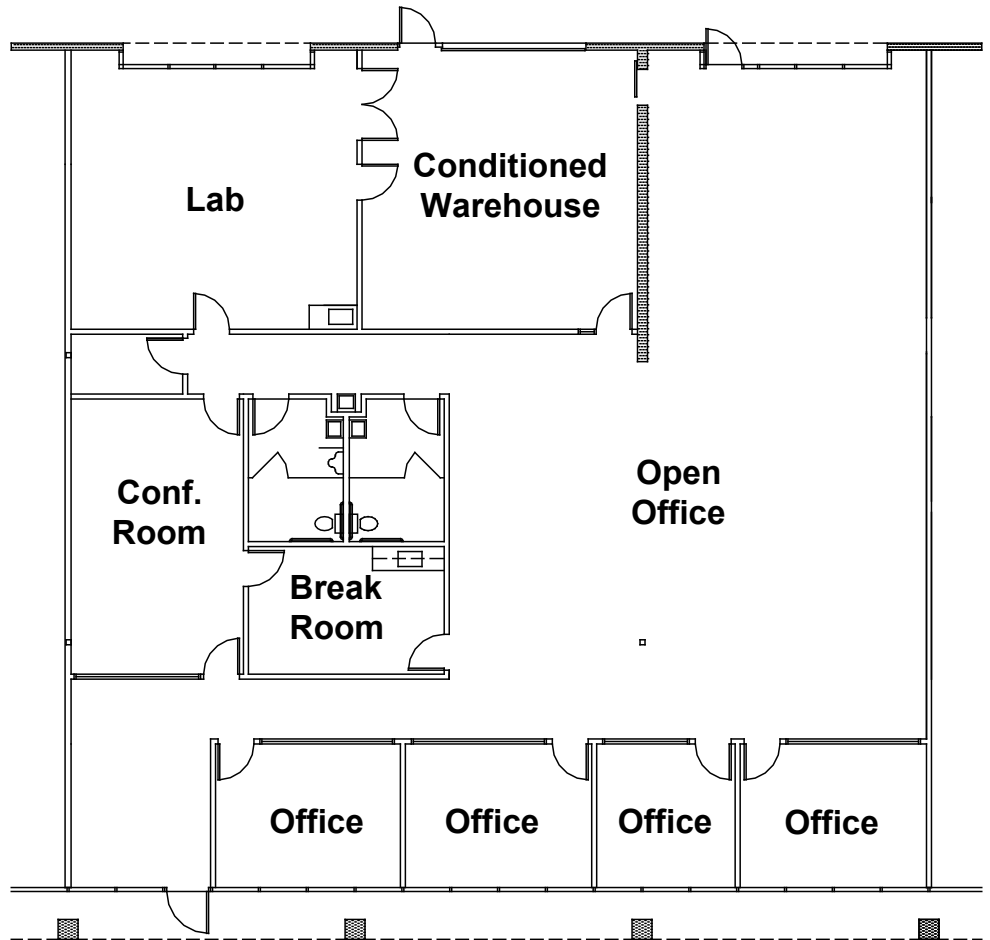 Lab
Conditioned
Warehouse
Conf.
Room
Open
Office
Break
Room
Office
Office
Office
Office